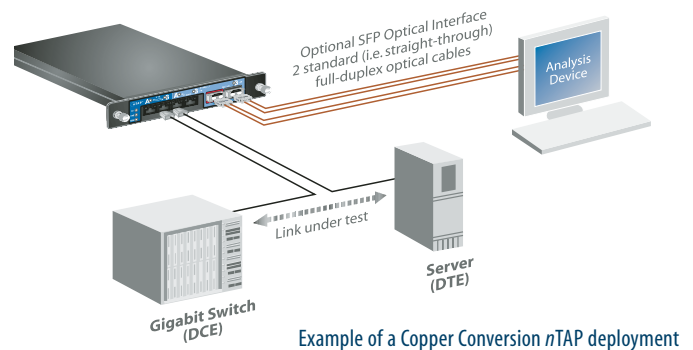 Optional SFP Optical Interface
2 standard (i.e. straight-through)
full-duplex optical cables
Analysis
Device
Link under test
Server
(DTE)
Gigabit Switch
(DCE)
Example of a Copper Conversion nTAP deployment